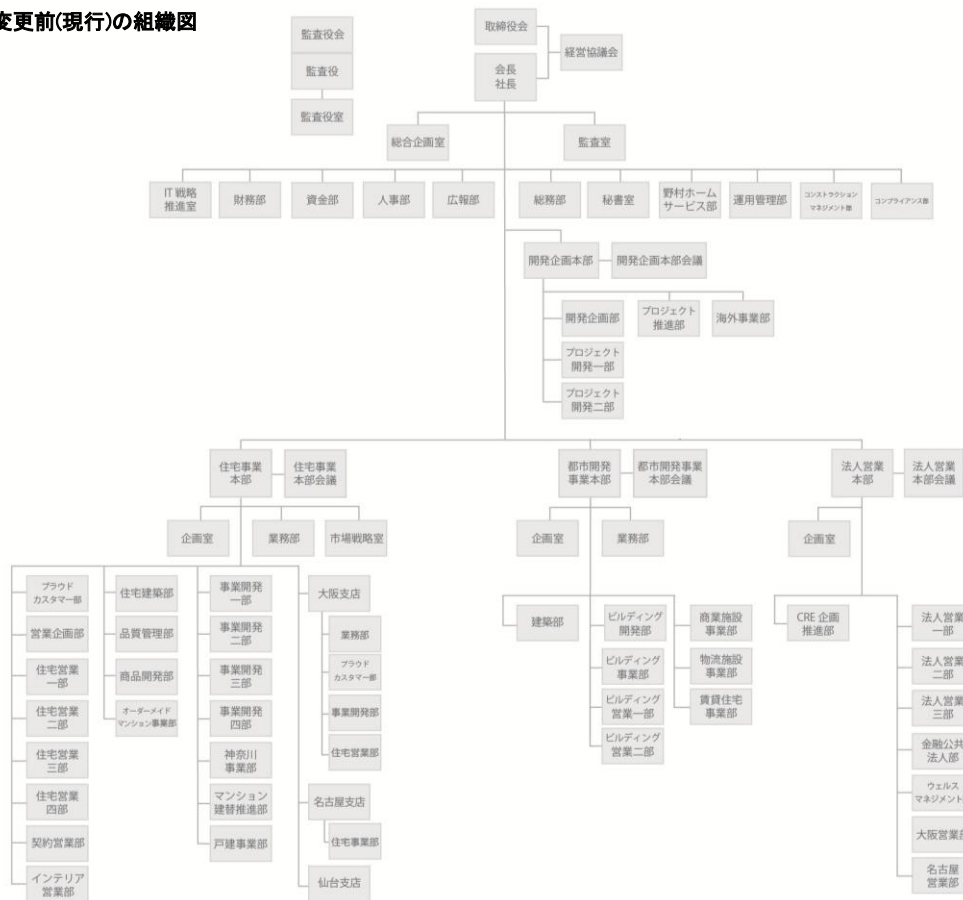 変更前(現行)の組織図
監査役会
監査役
監査役室
取締役会
会長
社長
経営協議会
総合企画室
監査室
IT 戦略
推進室
財務部
資金部
人事部
広報部
総務部
秘書室
野村ホーム
サービス部
運用管理部
コンストラクション
マネジメント部
コンプライアンス部
開発企画本部
開発企画本部会議
開発企画部
プロジェクト
推進部
海外事業部
プロジェクト
開発一部
プロジェクト
開発二部
住宅事業
本部
住宅事業
本部会議
都市開発
事業本部
都市開発事業
本部会議
法人営業
本部
法人営業
本部会議
企画室
業務部
市場戦略室
企画室
業務部
企画室
プラウド
カスタマー部
営業企画部
住宅営業
一部
住宅営業
二部
住宅営業
三部
住宅営業
四部
契約営業部
インテリア
営業部
住宅建築部
品質管理部
商品開発部
オーダーメイド
マンション事業部
事業開発
一部
事業開発
二部
事業開発
三部
事業開発
四部
神奈川
事業部
マンション
建替推進部
戸建事業部
大阪支店
業務部
プラウド
カスタマー部
事業開発部
住宅営業部
名古屋支店
住宅事業部
仙台支店
建築部
ビルディング
開発部
ビルディング
事業部
ビルディング
営業一部
ビルディング
営業二部
商業施設
事業部
物流施設
事業部
賃貸住宅
事業部
CRE 企画
推進部
法人営業
一部
法人営業
二部
法人営業
三部
金融公共
法人部
ウェルス
マネジメント
大阪営業部
名古屋
営業部